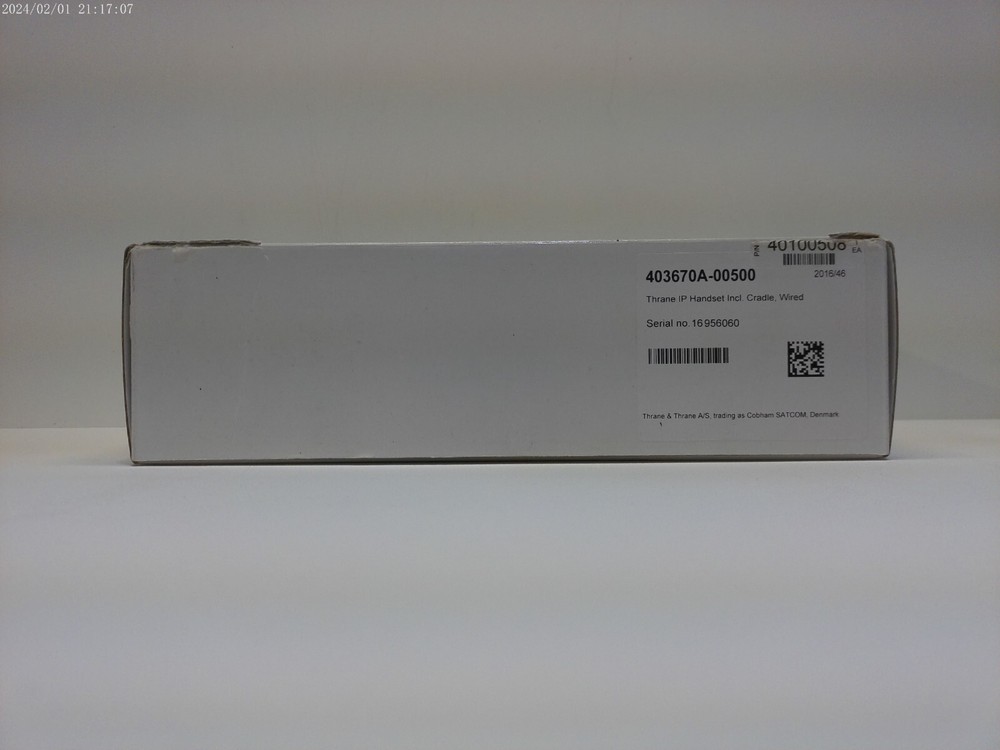 2024/02/01 21:17:07
P/N 40100508 EA
403670A-00500
2016/46
Thrane IP Handset Incl. Cradle, Wired
Serial no.16956060
Thrane & Thrane A/S, trading as Cobham SATCOM, Denmark